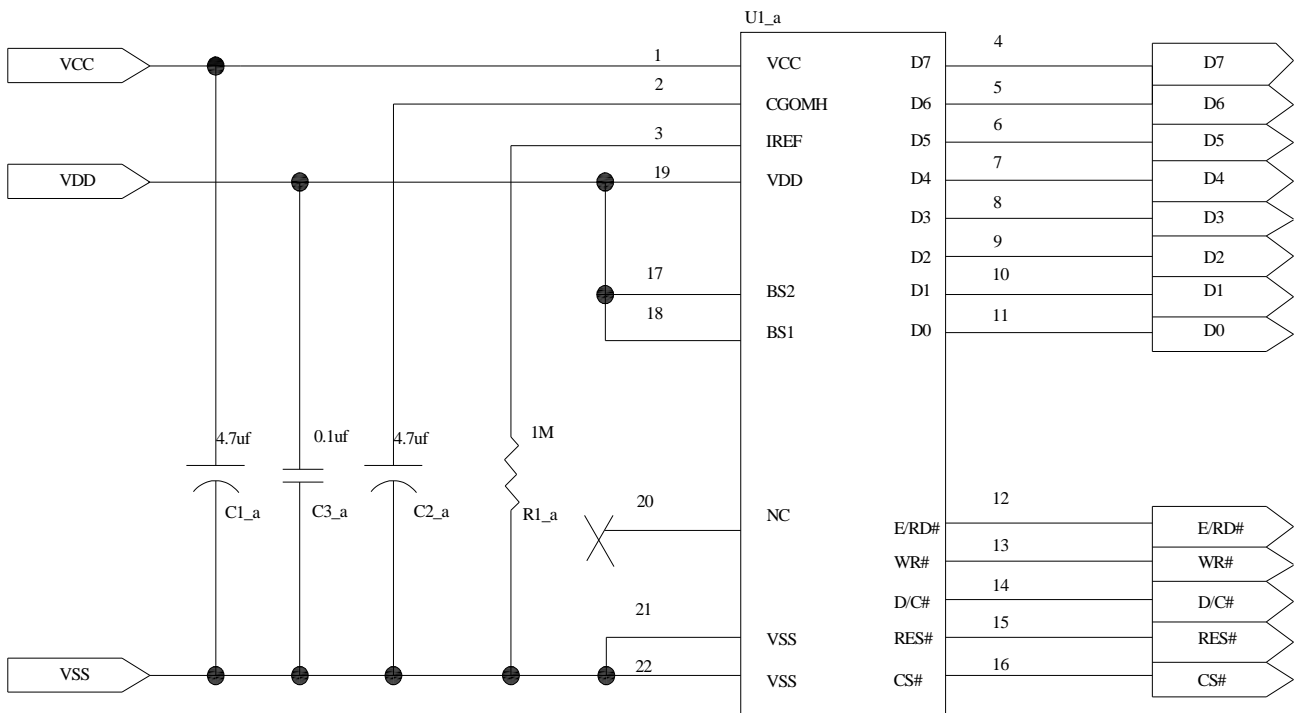 U1_a
VCC 1 VCC D7 4 D7
2 CGOMH D6 5 D6
3 IREF D5 6 D5
VDD 19 VDD D4 7 D4
D3 8 D3
D2 9 D2
17 BS2 D1 10 D1
18 BS1 D0 11 D0
4.7uf 0.1uf 4.7uf 1M
C1_a C3_a C2_a R1_a
20 NC E/RD# 12 E/RD#
WR# 13 WR#
D/C# 14 D/C#
21 VSS RES# 15 RES#
VSS 22 VSS CS# 16 CS#